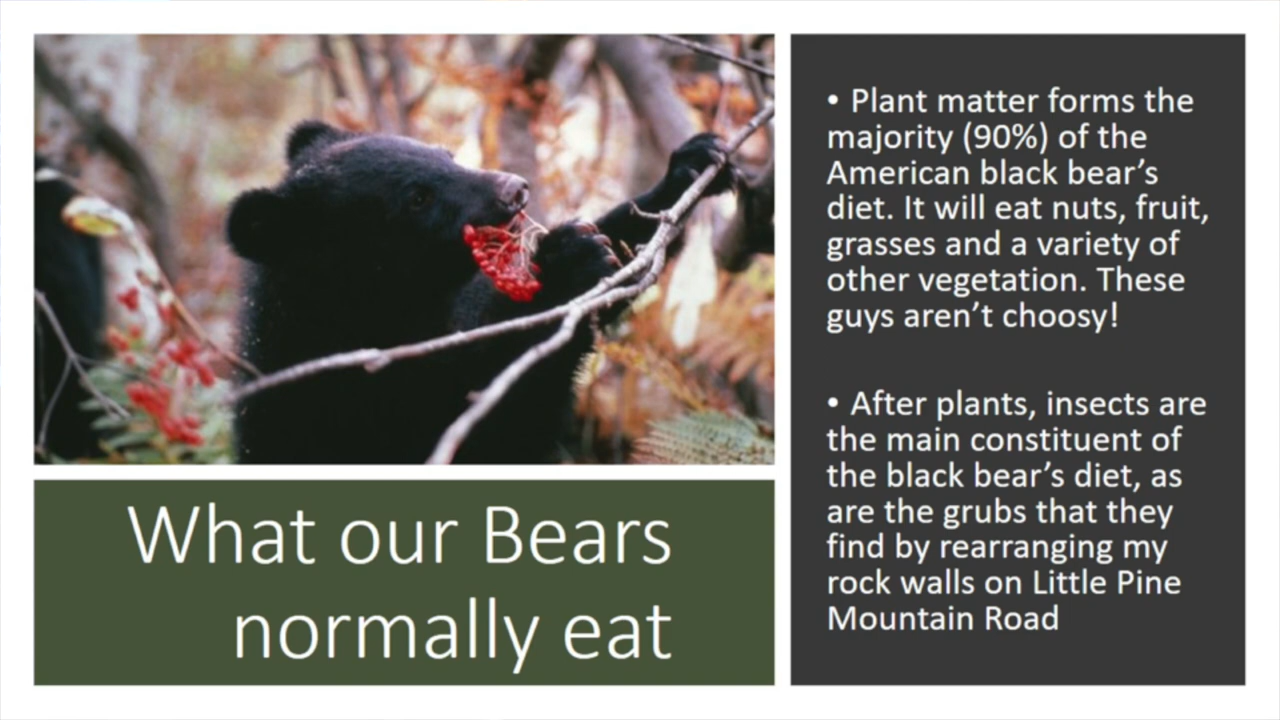 What our Bears
normally eat
• Plant matter forms the
majority (90%) of the
American black bear’s
diet. It will eat nuts, fruit,
grasses and a variety of
other vegetation. These
guys aren’t choosy!
• After plants, insects are
the main constituent of
the black bear’s diet, as
are the grubs that they
find by rearranging my
rock walls on Little Pine
Mountain Road